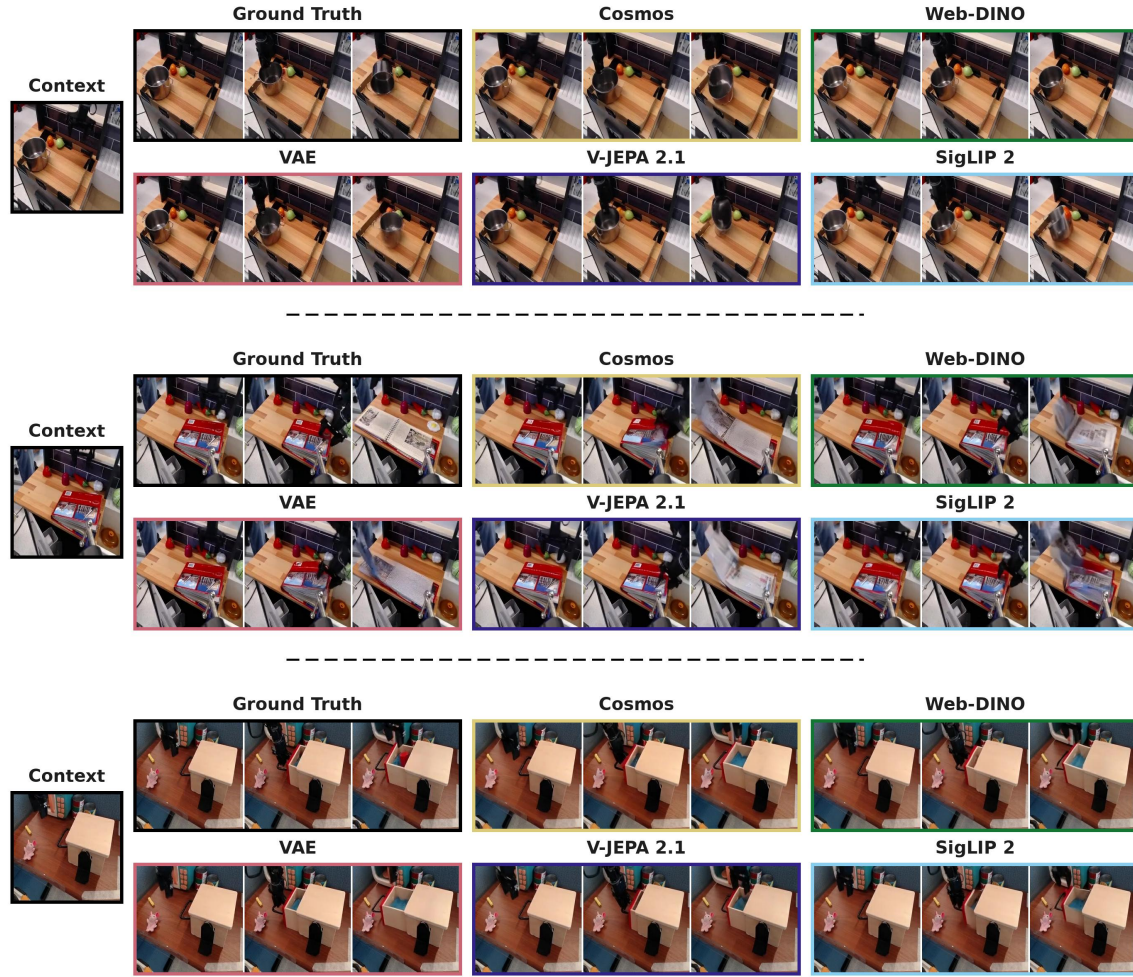 Ground Truth Cosmos Web-DINO
Context
VAE V-JEPA 2.1 SigLIP 2
Ground Truth Cosmos Web-DINO
Context
VAE V-JEPA 2.1 SigLIP 2
Ground Truth Cosmos Web-DINO
Context
VAE V-JEPA 2.1 SigLIP 2